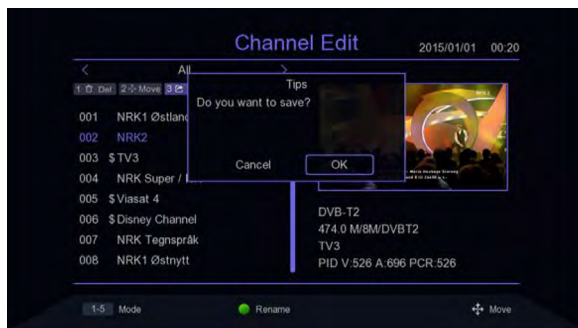 Channel Edit
2015/01/01 00:20
All
1 Del 2 Move 3
Tips
Do you want to save?
Cancel OK
001 NRK1 Østland
002 NRK2
003 $ TV3
004 NRK Super /
005 $ Viasat 4
006 $ Disney Channel
007 NRK Tegnspråk
008 NRK1 Østnytt
DVB-T2
474.0 M/8M/DVBT2
TV3
PID V:526 A:696 PCR:526
1-5 Mode
Rename
Move